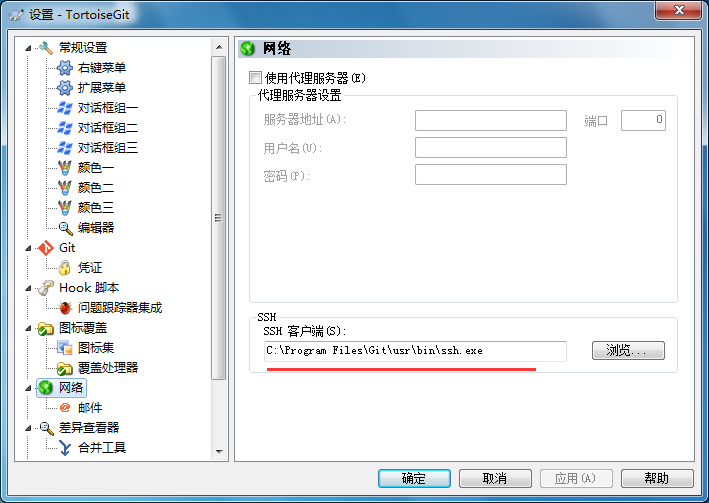 设置 - TortoiseGit
常规设置
右键菜单
扩展菜单
对话框组一
对话框组二
对话框组三
颜色一
颜色二
颜色三
编辑器
Git
凭证
Hook 脚本
问题跟踪器集成
图标覆盖
图标集
覆盖处理器
网络
邮件
差异查看器
合并工具
网络
使用代理服务器(E)
代理服务器设置
服务器地址(A):
端口
0
用户名(U):
密码(P):
SSH
SSH 客户端(S):
C:\Program Files\Git\usr\bin\ssh.exe
浏览...
确定
取消
应用(A)
帮助